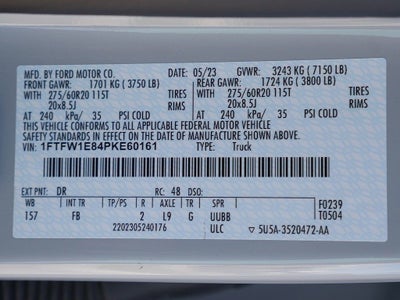 MFD. BY FORD MOTOR CO. 05/23 GVWR: 3243 KG ( 7150 LB)
FRONT GAWR: 1701 KG ( 3750 LB) REAR GAWR: 1724 KG ( 3800 LB)
WITH 275/60R20 115T TIRES WITH 275/60R20 115T TIRES
20x8.5J RIMS 20x8.5J RIMS
AT 240 kPa/ 35 PSI COLD AT 240 kPa/ 35 PSI COLD
THIS VEHICLE CONFORMS TO ALL APPLICABLE FEDERAL MOTOR VEHICLE
SAFETY STANDARDS IN EFFECT ON THE DATE OF MANUFACTURE SHOWN ABOVE.
1FTFW1E84PKE60161 TYPE: Truck
EXT PNT: DR RC: 48 DSO:
WB TP/PS R AXLE TR SPR F0239
157 FB 2 L9 G UUBB T0504
2202305240176 ULC 5U5A-3520472-AA